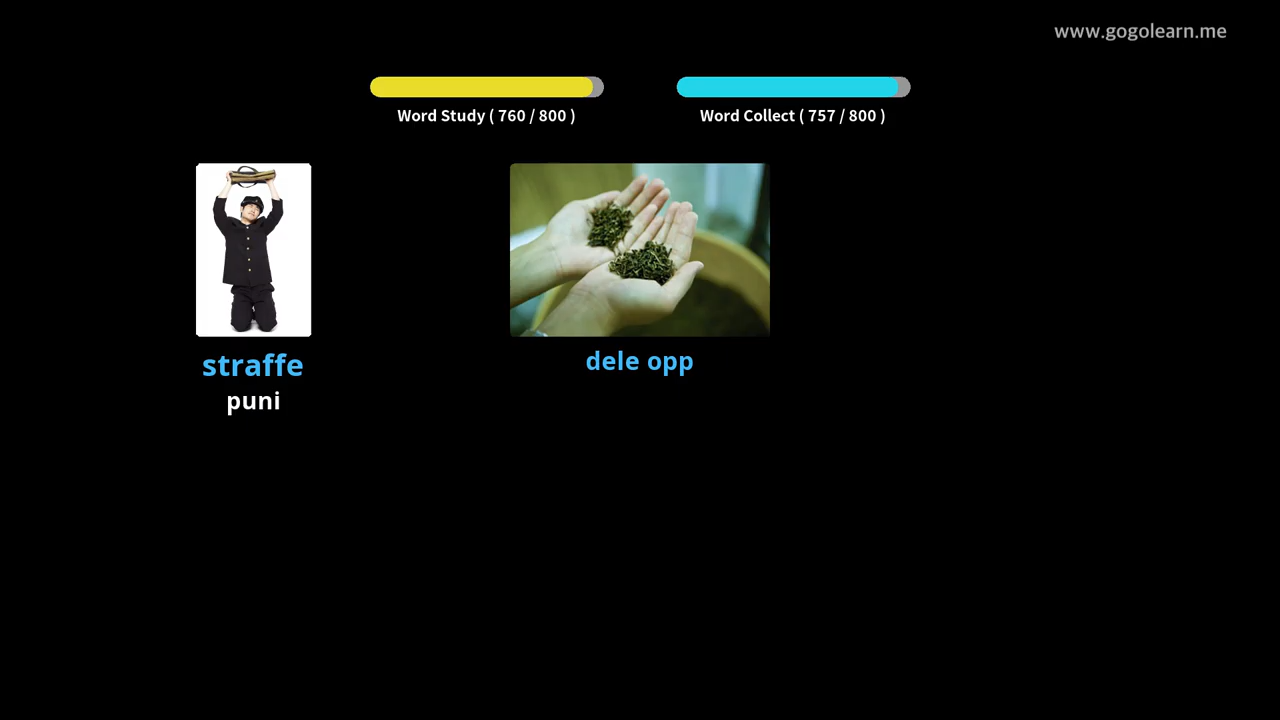 www.gogolearn.me
Word Study ( 760 / 800 )
Word Collect ( 757 / 800 )
straffe
puni
dele opp